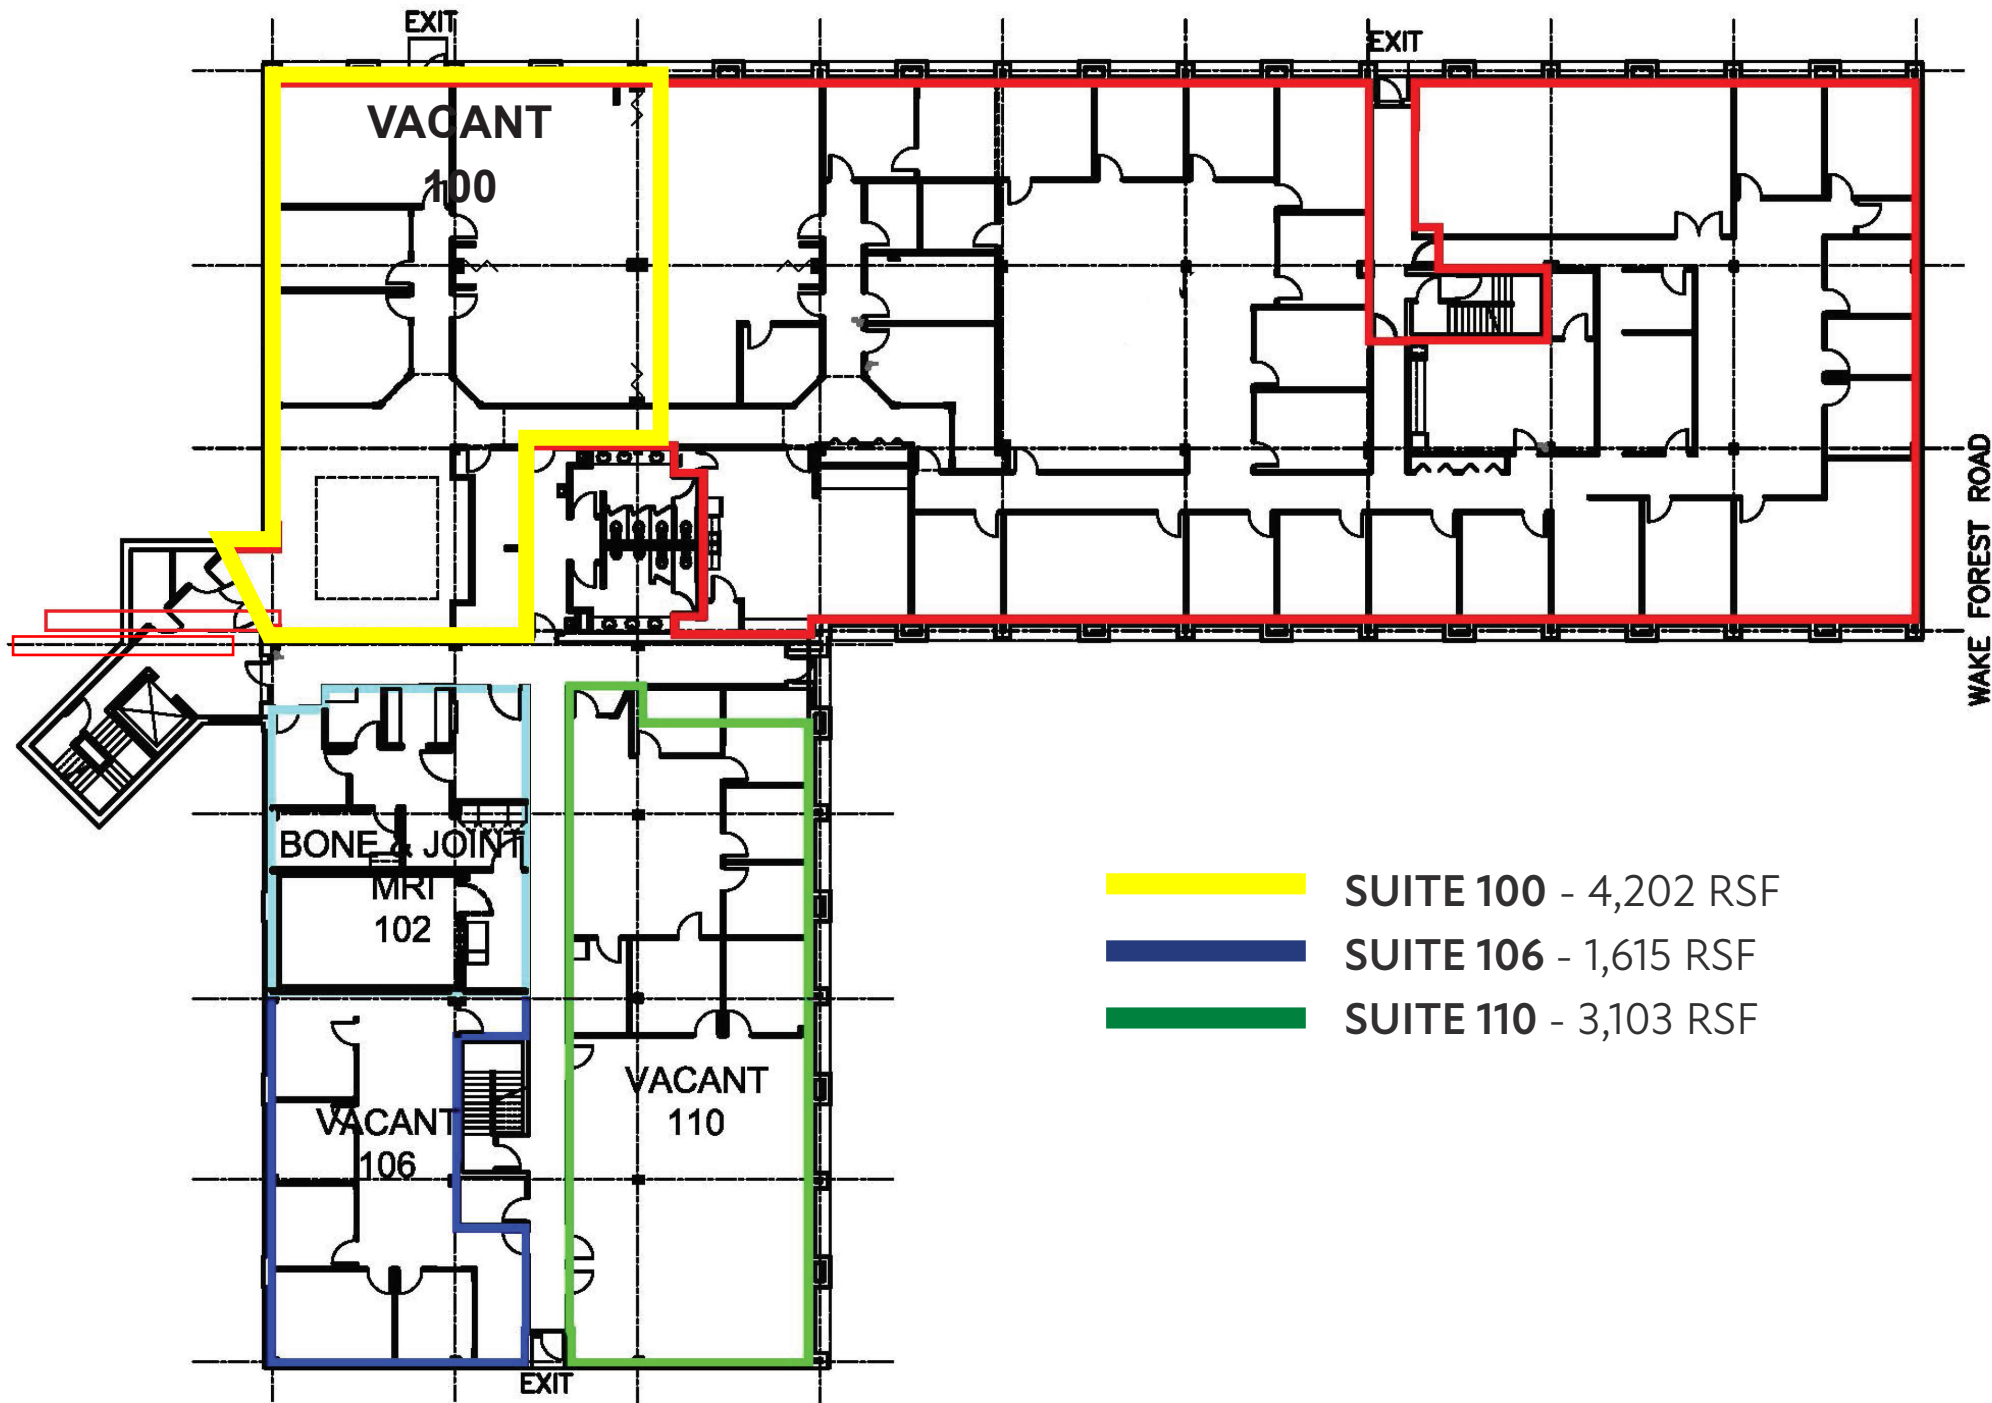 EXIT
EXIT
VACANT
100
WAKE FOREST ROAD
BONE & JOINT
MRI
102
SUITE 100 - 4,202 RSF
SUITE 106 - 1,615 RSF
SUITE 110 - 3,103 RSF
VACANT
110
VACANT
106
EXIT